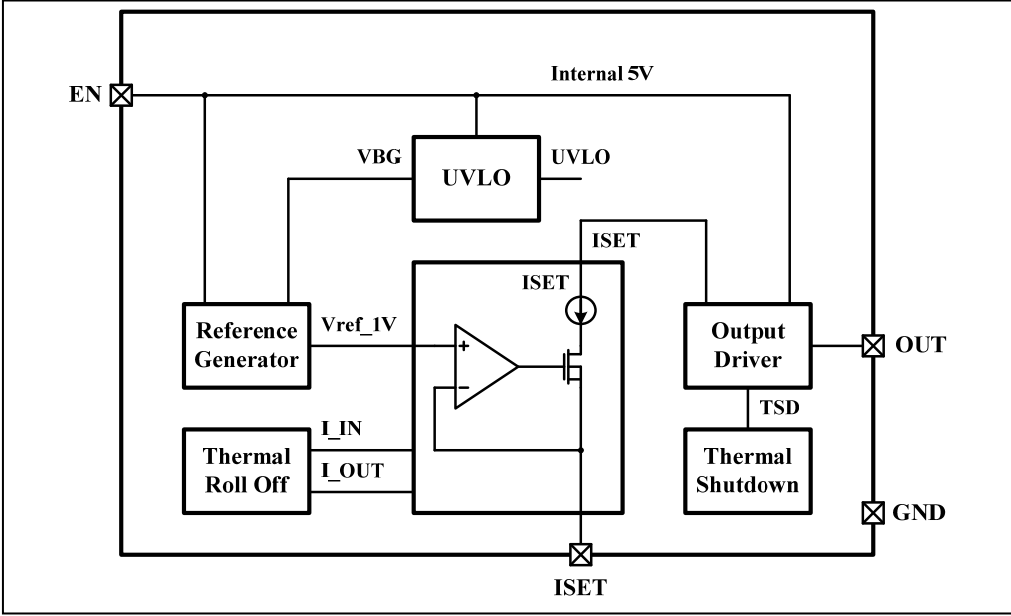 Internal 5V
EN
VBG
UVLO
UVLO
ISET
ISET
Reference
Generator
Vref_1V
+
−
Output
Driver
OUT
TSD
I_IN
I_OUT
Thermal
Roll Off
Thermal
Shutdown
GND
ISET